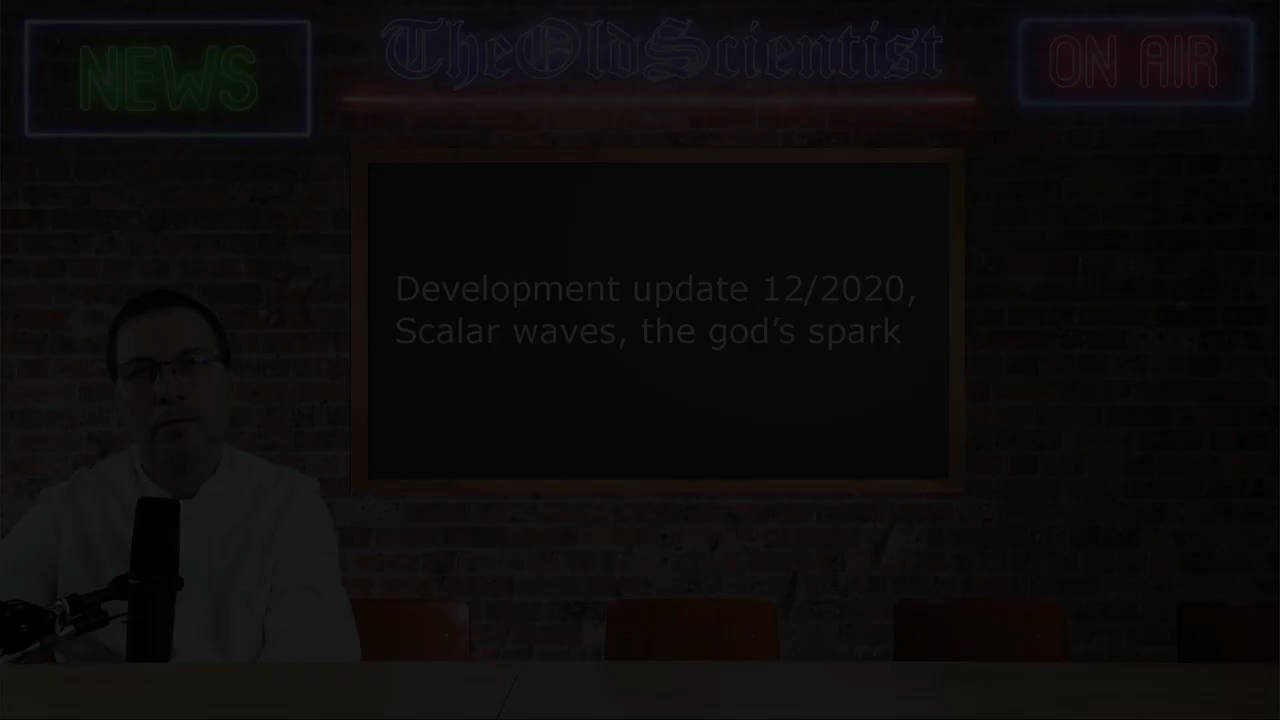 NEWS
TheOldScientist
ON AIR
Development update 12/2020,
Scalar waves, the god’s spark